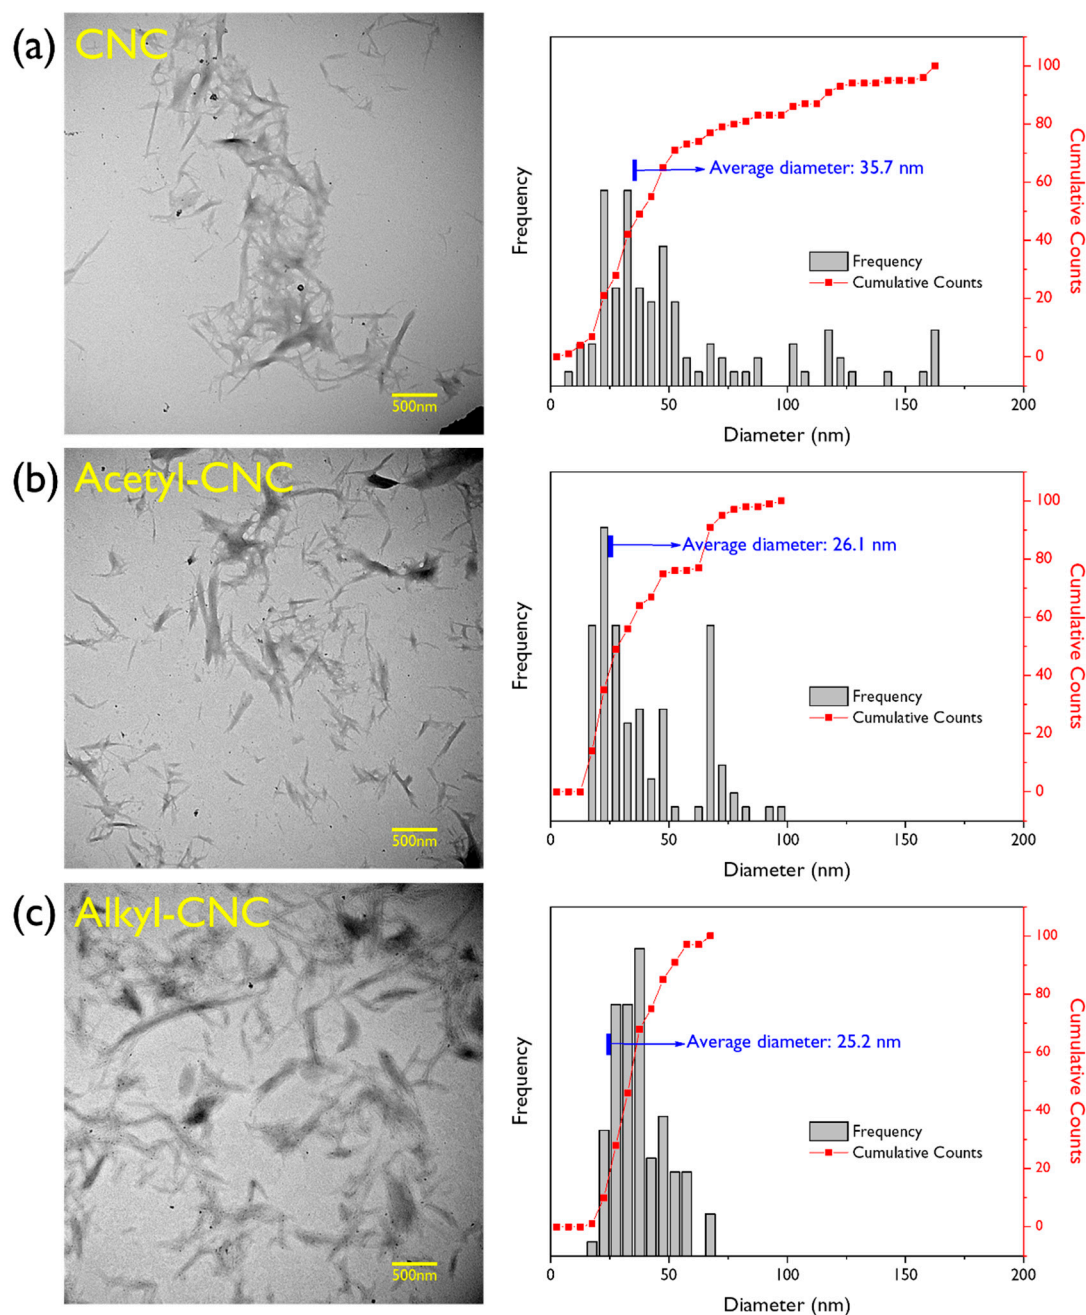 (a)
CNC
500nm
Frequency
Average diameter: 35.7 nm
Frequency
Cumulative Counts
100
80
60
40
20
0
Cumulative Counts
0
50
100
150
200
Diameter (nm)
(b)
Acetyl-CNC
500nm
Frequency
Average diameter: 26.1 nm
Frequency
Cumulative Counts
100
80
60
40
20
0
Cumulative Counts
0
50
100
150
200
Diameter (nm)
(c)
Alkyl-CNC
500nm
Frequency
Average diameter: 25.2 nm
Frequency
Cumulative Counts
100
80
60
40
20
0
Cumulative Counts
0
50
100
150
200
Diameter (nm)